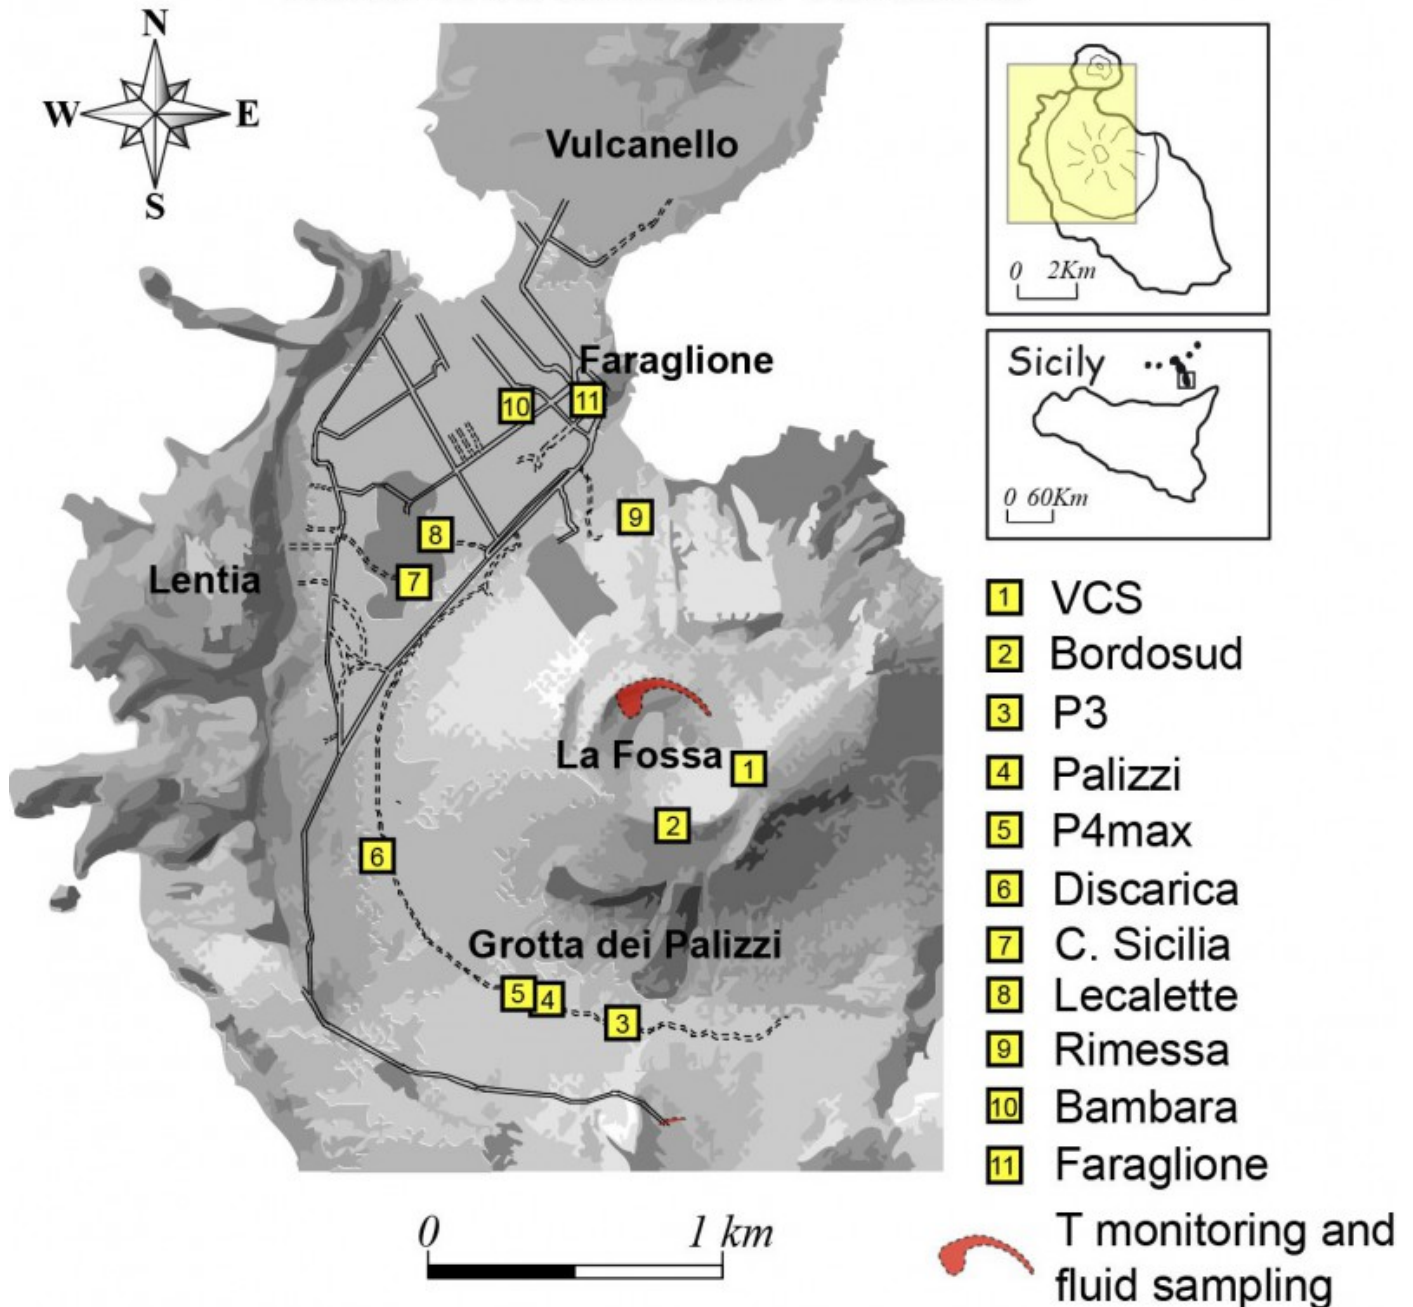 N
W
E
S
Vulcanello
Faraglione
10
11
9
8
7
Lentia
La Fossa
1
2
6
Grotta dei Palizzi
5
4
3
0 1 km
0 2Km
Sicily
0 60Km
1 VCS
2 Bordosud
3 P3
4 Palizzi
5 P4max
6 Discarica
7 C. Sicilia
8 Lecalette
9 Rimessa
10 Bambara
11 Faraglione
T monitoring and
fluid sampling